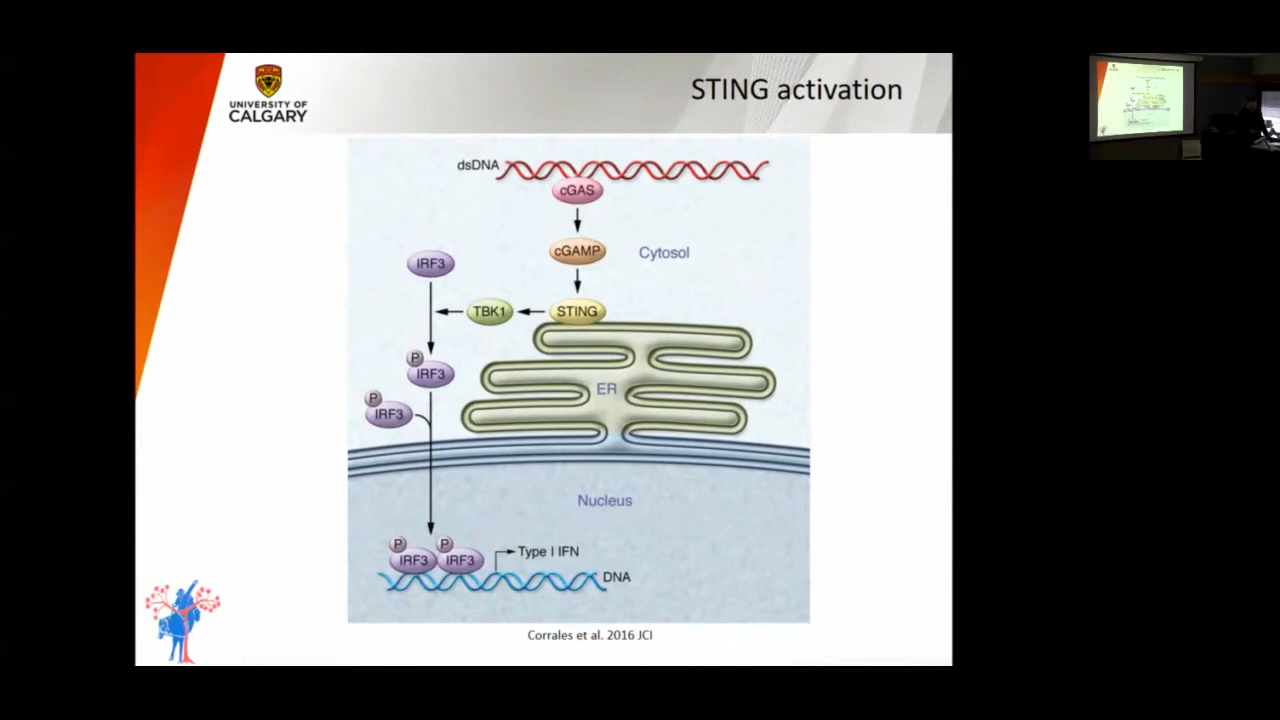 UNIVERSITY OF
CALGARY
STING activation
dsDNA
cGAS
cGAMP
Cytosol
IRF3
TBK1
STING
P
IRF3
ER
P
IRF3
Nucleus
P
P
IRF3
IRF3
Type I IFN
DNA
Corrales et al. 2016 JCI